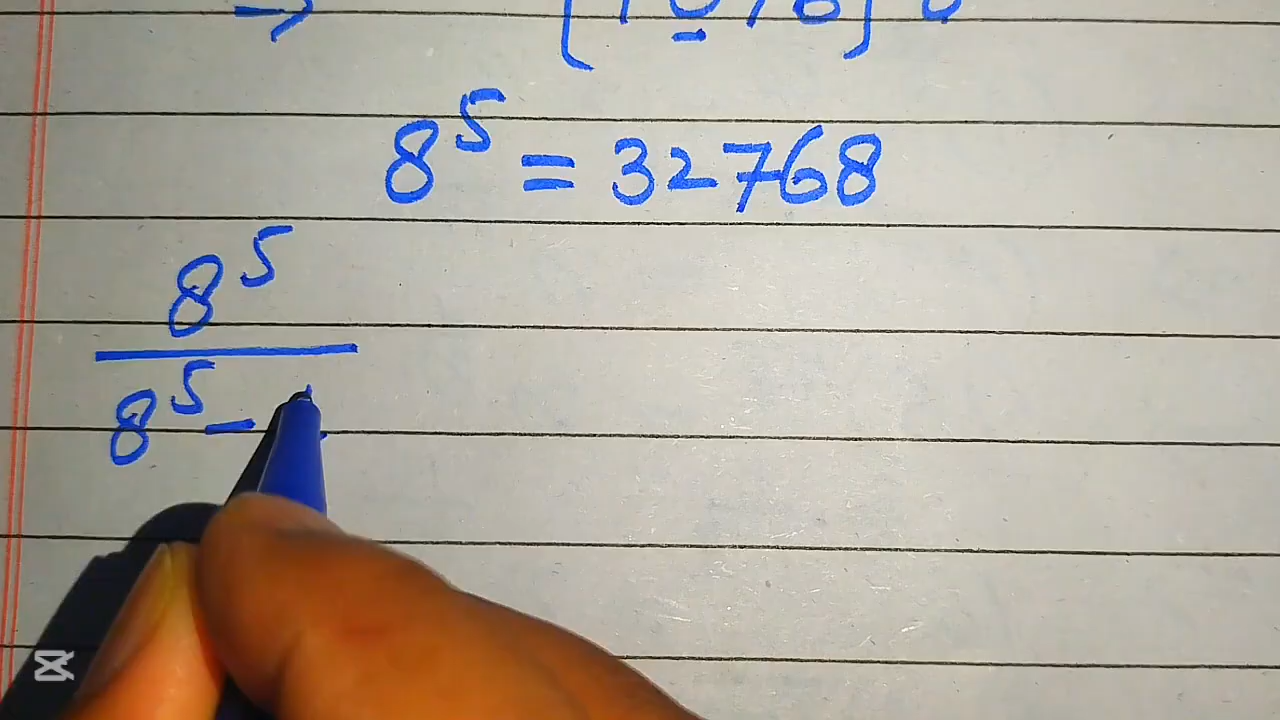 8⁵ = 32768
8⁵
8⁵ –